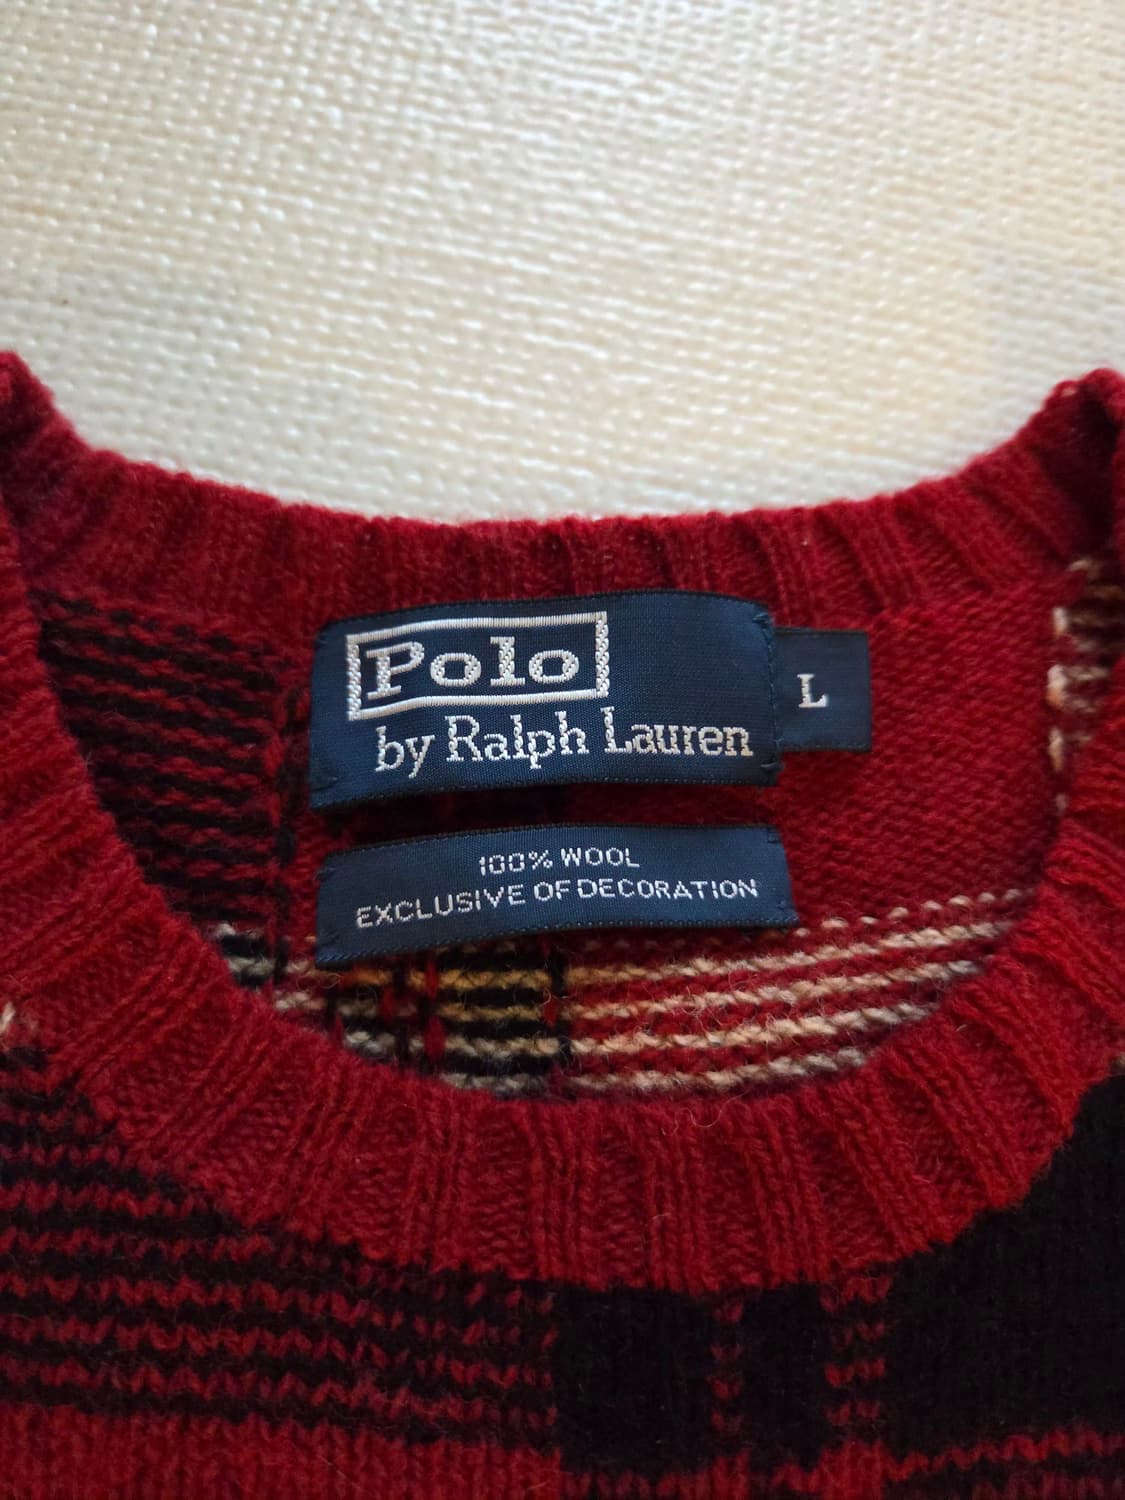 Polo
by Ralph Lauren
L
100% WOOL
EXCLUSIVE OF DECORATION